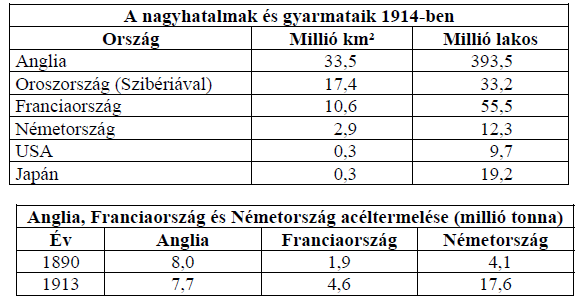 A nagyhatalmak és gyarmataik 1914-ben
Ország Millió km² Millió lakos
Anglia 33,5 393,5
Oroszország (Szibériával) 17,4 33,2
Franciaország 10,6 55,5
Németország 2,9 12,3
USA 0,3 9,7
Japán 0,3 19,2
Anglia, Franciaország és Németország acéltermelése (millió tonna)
Év Anglia Franciaország Németország
1890 8,0 1,9 4,1
1913 7,7 4,6 17,6